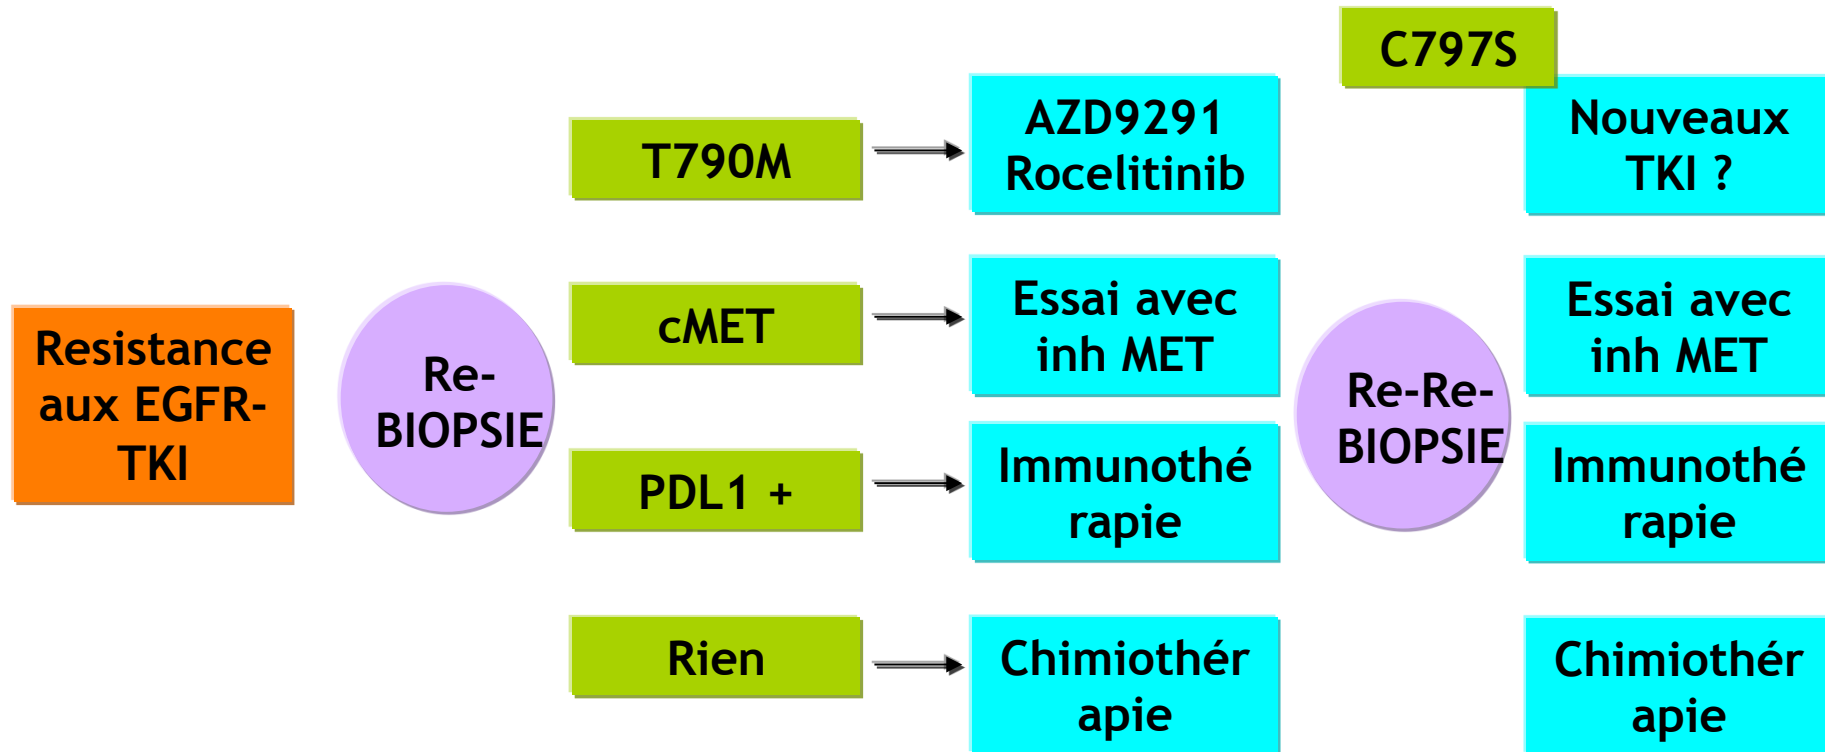 Resistance
aux EGFR-
TKI
Re-
BIOPSIE
T790M
cMET
PDL1 +
Rien
AZD9291
Rocelitinib
Essai avec
inh MET
Immunothé
rapie
Chimiothér
apie
Re-Re-
BIOPSIE
C797S
Nouveaux
TKI ?
Essai avec
inh MET
Immunothé
rapie
Chimiothér
apie